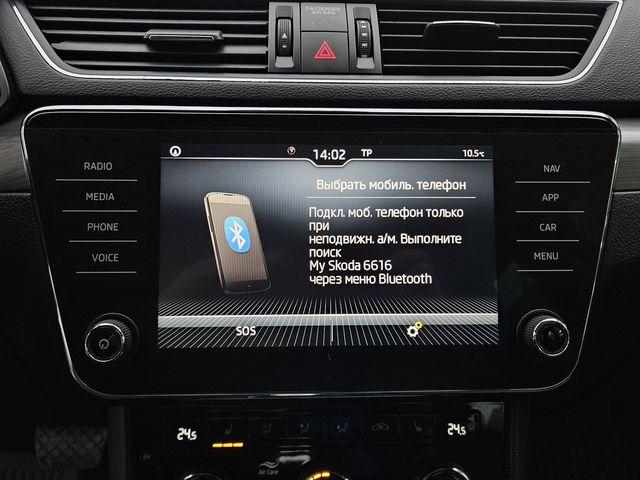 PASSENGER
AIR BAG
14:02 TP 10.5°C
RADIO
MEDIA
PHONE
VOICE
Выбрать мобиль. телефон
Подкл. моб. телефон только
при
неподвижн. а/м. Выполните
поиск
My Skoda 6616
через меню Bluetooth
SOS
NAV
APP
CAR
MENU
24.5
24.5
Air Care